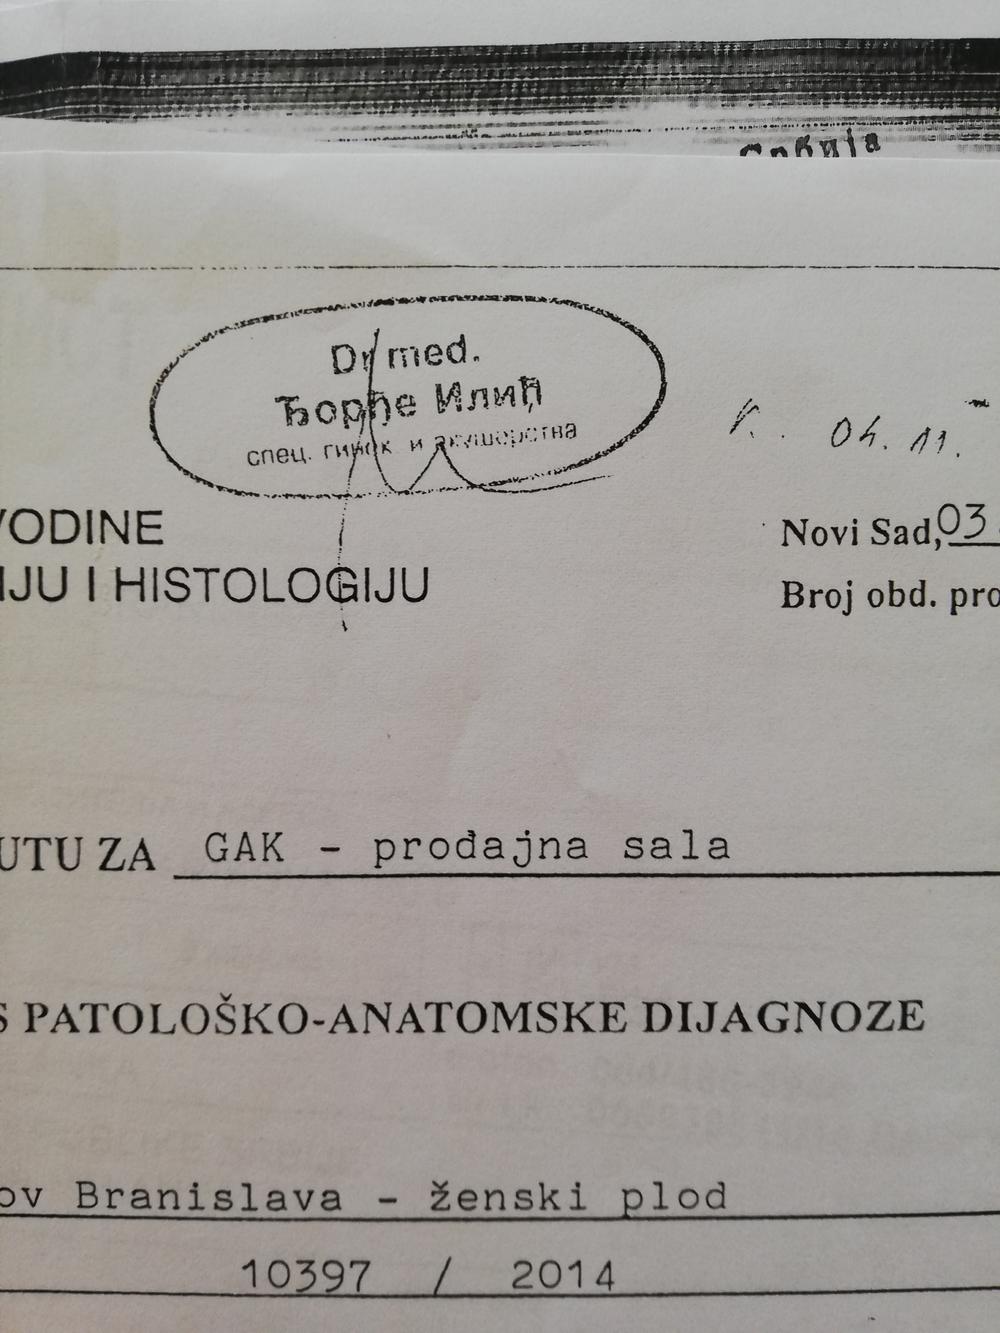 Србија
Dr med.
Ђорђе Илић
спец. гинек и акушерства
04. 11.
VODINE
Novi Sad, 03
IJU I HISTOLOGIJU
Broj obd. pro
UTU ZA GAK - prođajna sala
S PATOLOŠKO-ANATOMSKE DIJAGNOZE
ov Branislava - ženski plod
10397 / 2014